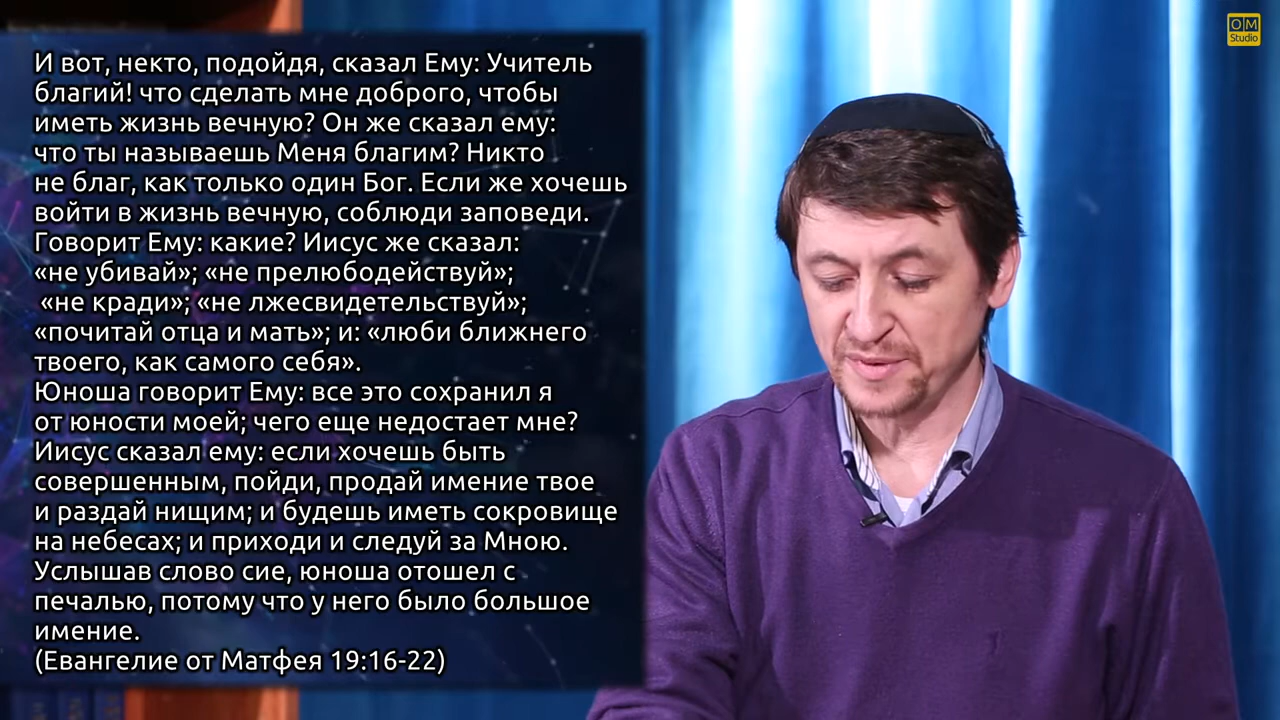 И вот, некто, подойдя, сказал Ему: Учитель
благий! что сделать мне доброго, чтобы
иметь жизнь вечную? Он же сказал ему:
что ты называешь Меня благим? Никто
не благ, как только один Бог. Если же хочешь
войти в жизнь вечную, соблюди заповеди.
Говорит Ему: какие? Иисус же сказал:
«не убивай»; «не прелюбодействуй»;
«не кради»; «не лжесвидетельствуй»;
«почитай отца и мать»; и: «люби ближнего
твоего, как самого себя».
Юноша говорит Ему: все это сохранил я
от юности моей; чего еще недостает мне?
Иисус сказал ему: если хочешь быть
совершенным, пойди, продай имение твое
и раздай нищим; и будешь иметь сокровище
на небесах; и приходи и следуй за Мною.
Услышав слово сие, юноша отошел с
печалью, потому что у него было большое
имение.
(Евангелие от Матфея 19:16-22)
OM
Studio